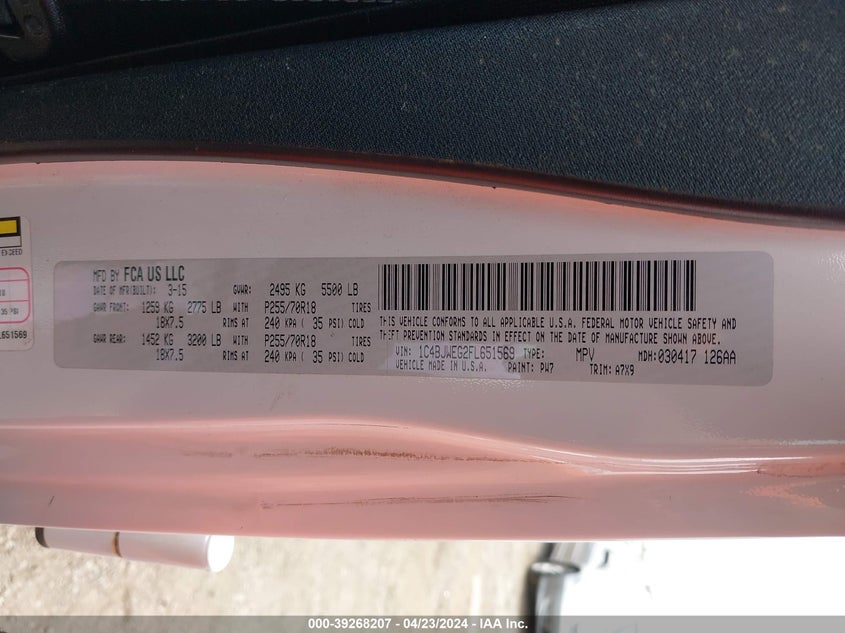 EXCEED
35 PSI
L651569
MFD BY FCA US LLC
DATE OF MFR(BUILT): 3-15 GVWR: 2495 KG 5500 LB
GAWR FRONT: 1259 KG 2775 LB WITH P255/70R18 TIRES
18X7.5 RIMS AT 240 KPA ( 35 PSI) COLD
GAWR REAR: 1452 KG 3200 LB WITH P255/70R18 TIRES
18X7.5 RIMS AT 240 KPA ( 35 PSI) COLD
THIS VEHICLE CONFORMS TO ALL APPLICABLE U.S.A. FEDERAL MOTOR VEHICLE SAFETY AND
THEFT PREVENTION STANDARDS IN EFFECT ON THE DATE OF MANUFACTURE SHOWN ABOVE.
VIN: 1C4BJWEG2FL651569 TYPE: MPV MDH: 030417 126AA
VEHICLE MADE IN U.S.A. PAINT: PW7 TRIM: A7X9
000-39268207 - 04/23/2024 - IAA Inc.